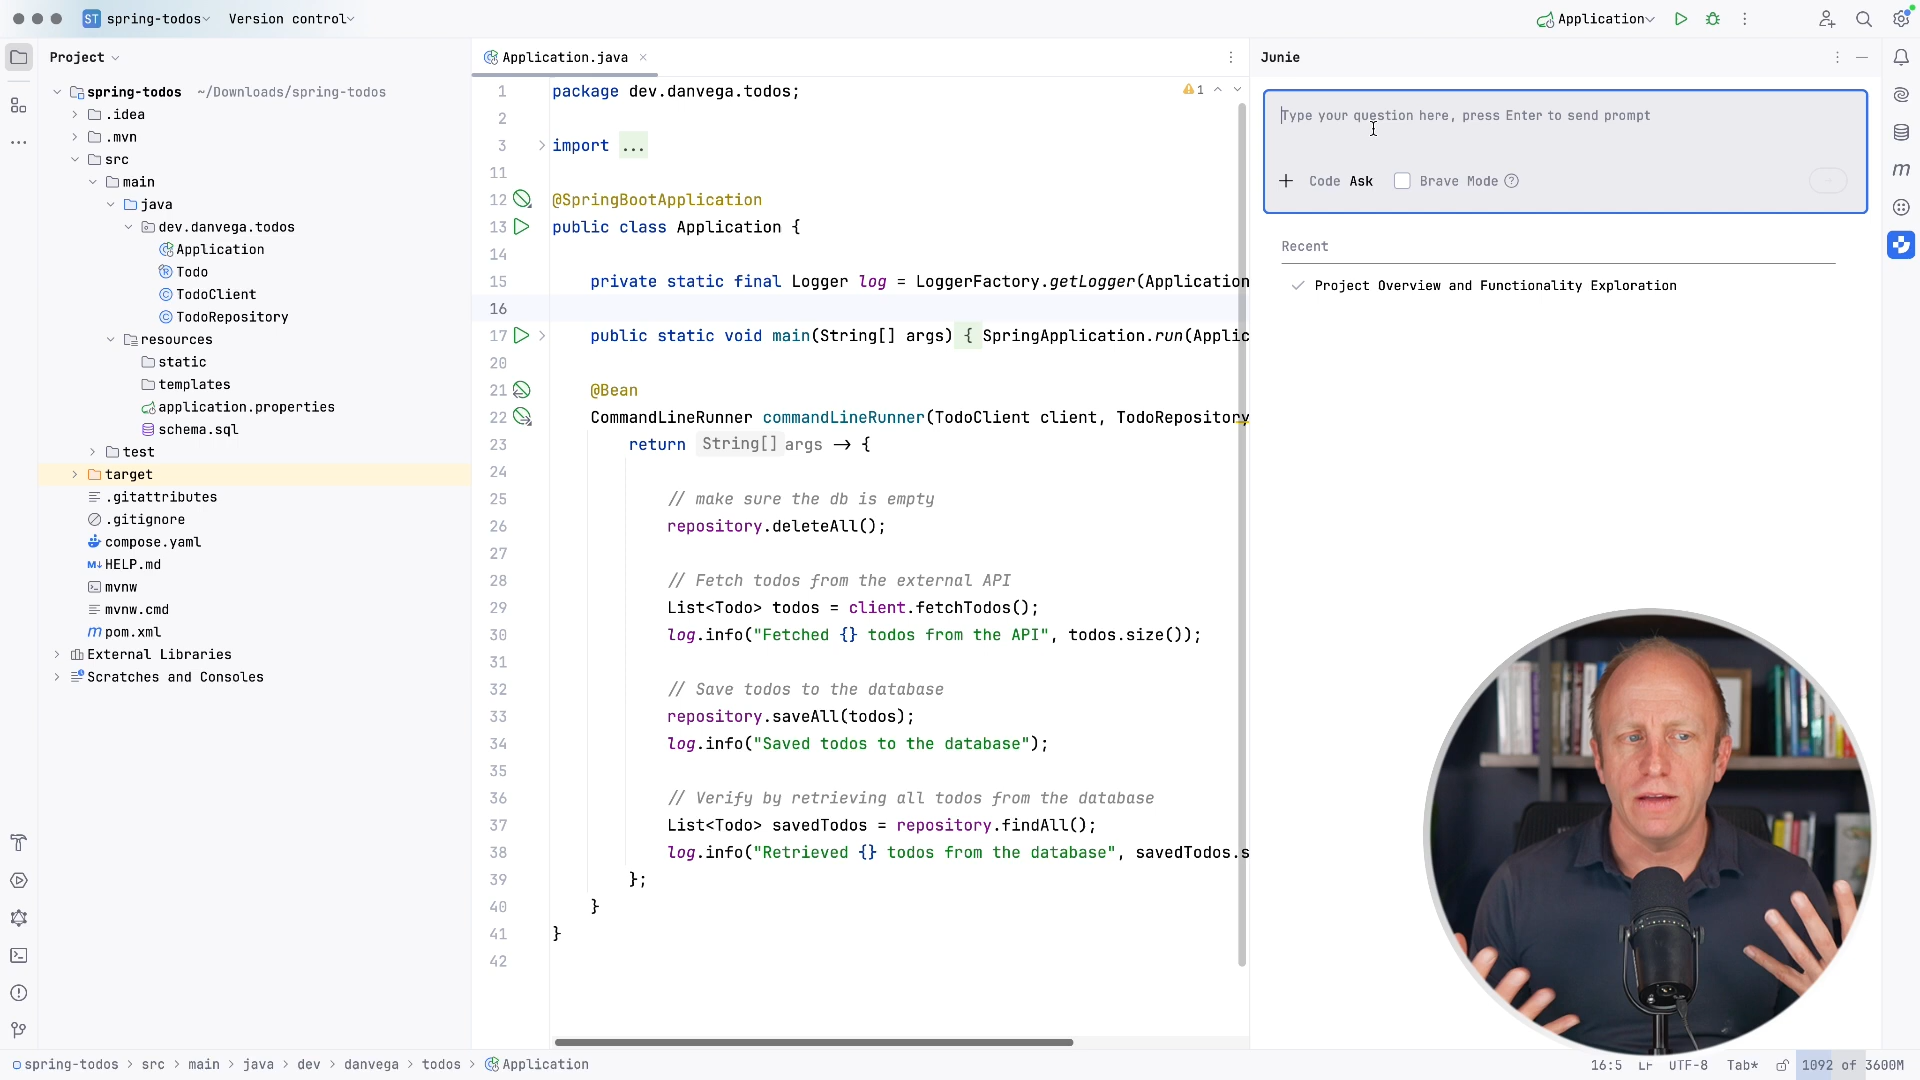 ST spring-todos Version control
Application
Project
Application.java
Junie
spring-todos ~/Downloads/spring-todos
.idea
.mvn
src
main
java
dev.danvega.todos
Application
Todo
TodoClient
TodoRepository
resources
static
templates
application.properties
schema.sql
test
target
.gitattributes
.gitignore
compose.yaml
M↓ HELP.md
mvnw
mvnw.cmd
m pom.xml
External Libraries
Scratches and Consoles
1 package dev.danvega.todos;
1
2
3 import ...
11
12 @SpringBootApplication
13 public class Application {
14
15 private static final Logger log = LoggerFactory.getLogger(Application
16
17 public static void main(String[] args) { SpringApplication.run(Applic
20
21 @Bean
22 CommandLineRunner commandLineRunner(TodoClient client, TodoRepository
23 return String[] args -> {
24
25 // make sure the db is empty
26 repository.deleteAll();
27
28 // Fetch todos from the external API
29 List<Todo> todos = client.fetchTodos();
30 log.info("Fetched {} todos from the API", todos.size());
31
32 // Save todos to the database
33 repository.saveAll(todos);
34 log.info("Saved todos to the database");
35
36 // Verify by retrieving all todos from the database
37 List<Todo> savedTodos = repository.findAll();
38 log.info("Retrieved {} todos from the database", savedTodos.s
39 };
40 }
41 }
42
Type your question here, press Enter to send prompt
+ Code Ask Brave Mode ?
Recent
Project Overview and Functionality Exploration
m
spring-todos > src > main > java > dev > danvega > todos > Application
16:5 LF UTF-8 Tab* 1092 of 3600M